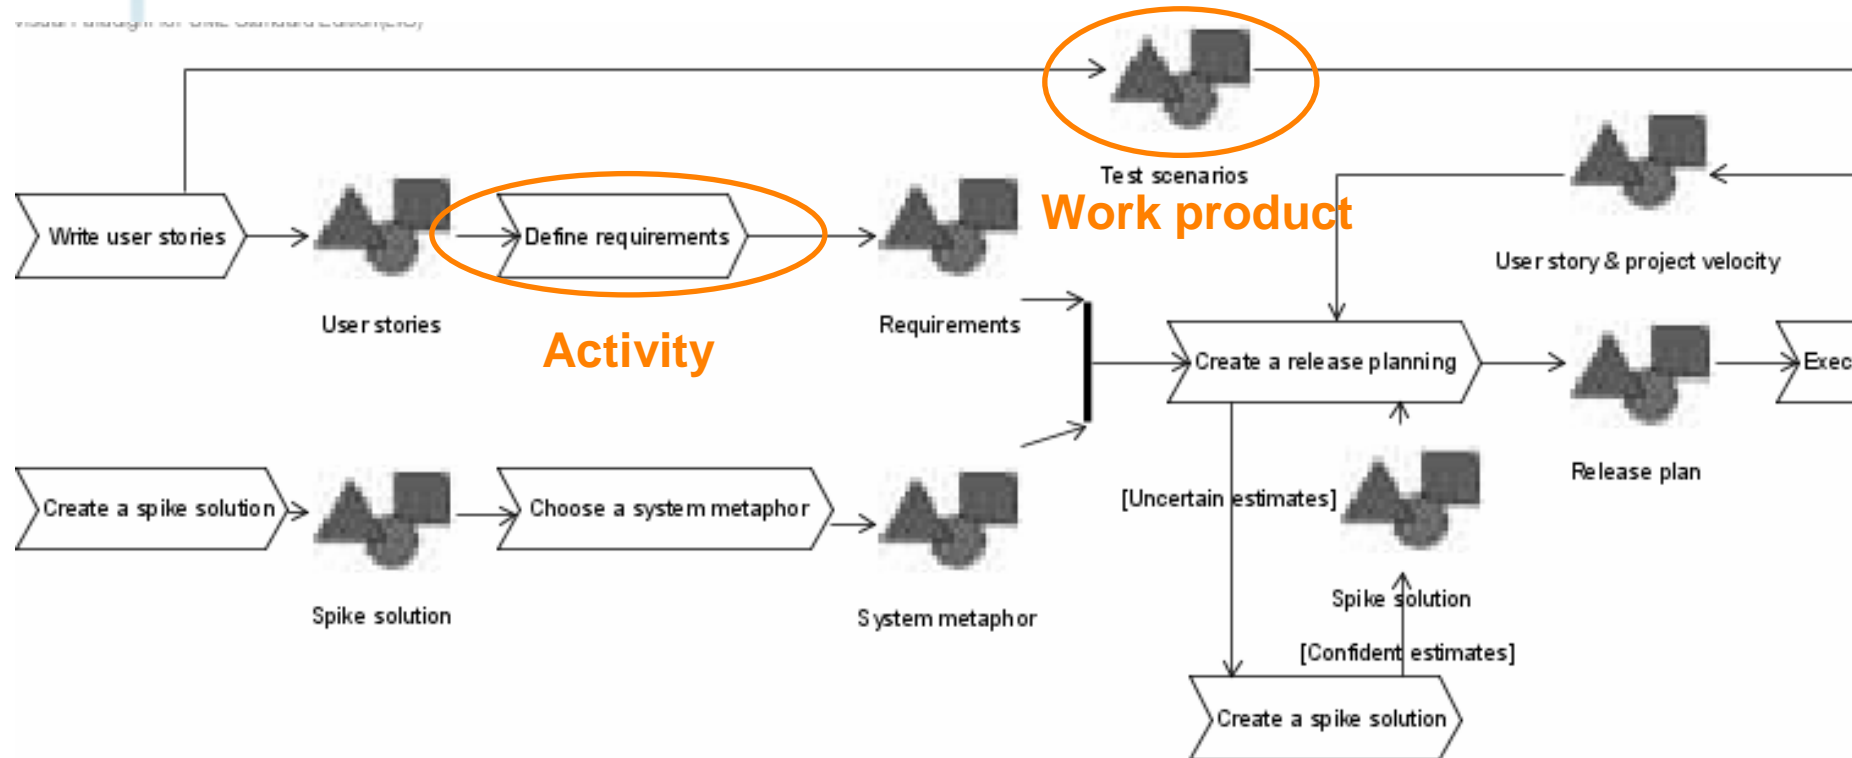 Test scenarios
Work product
Write user stories
Define requirements
User story & project velocity
User stories
Requirements
Activity
Create a release planning
Exec
Release plan
[Uncertain estimates]
Create a spike solution
Choose a system metaphor
Spike solution
System metaphor
Spike solution
[Confident estimates]
Create a spike solution